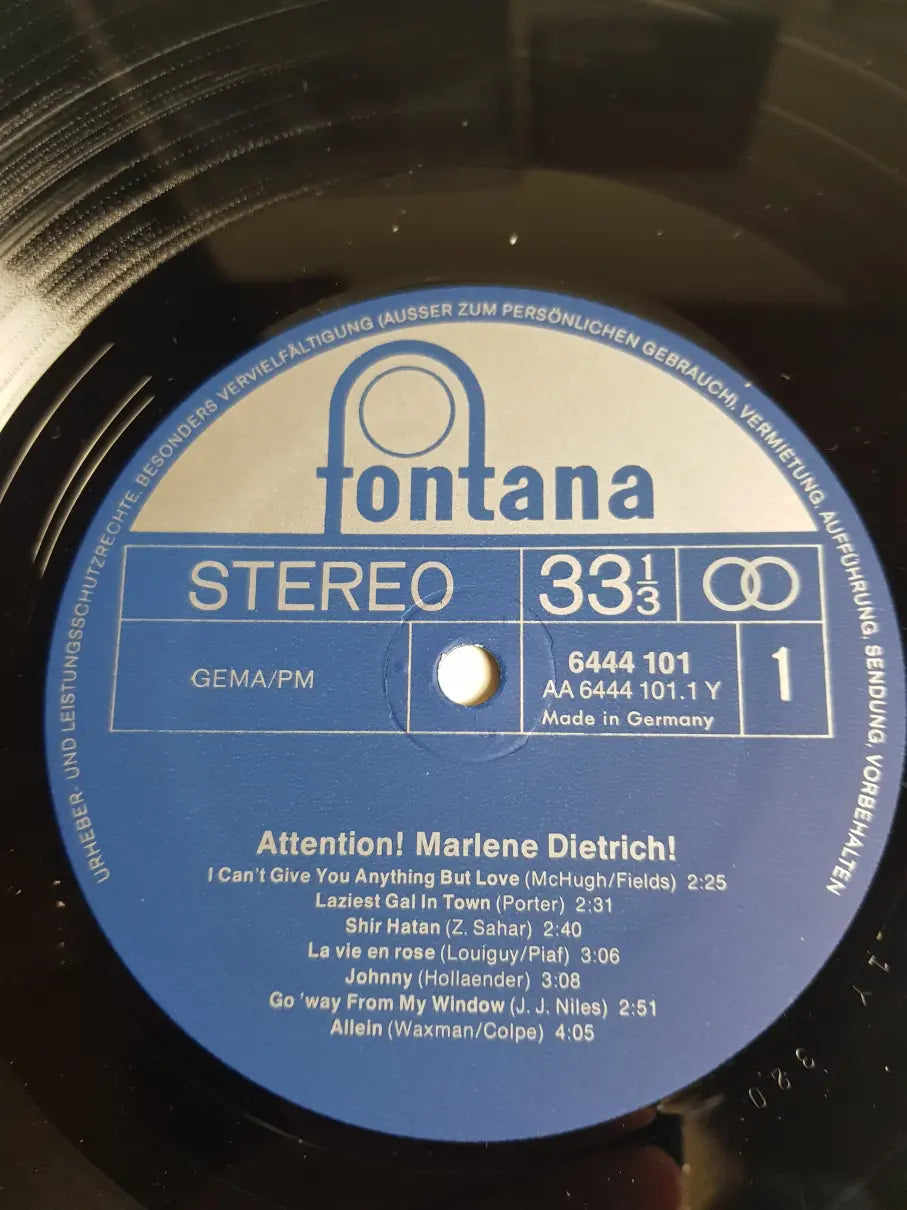 URHEBER- UND LEISTUNGSSCHUTZRECHTE, BESONDERS VERVIELFÄLTIGUNG (AUSSER ZUM PERSÖNLICHEN GEBRAUCH), VERMIETUNG, AUFFÜHRUNG, SENDUNG, VORBEHALTEN
fontana
STEREO 33 1/3
GEMA/PM 6444 101 1
AA 6444 101.1 Y
Made in Germany
Attention! Marlene Dietrich!
I Can't Give You Anything But Love (McHugh/Fields) 2:25
Laziest Gal In Town (Porter) 2:31
Shir Hatan (Z. Sahar) 2:40
La vie en rose (Louiguy/Piaf) 3:06
Johnny (Hollaender) 3:08
Go 'way From My Window (J. J. Niles) 2:51
Allein (Waxman/Colpe) 4:05
1 Y 320